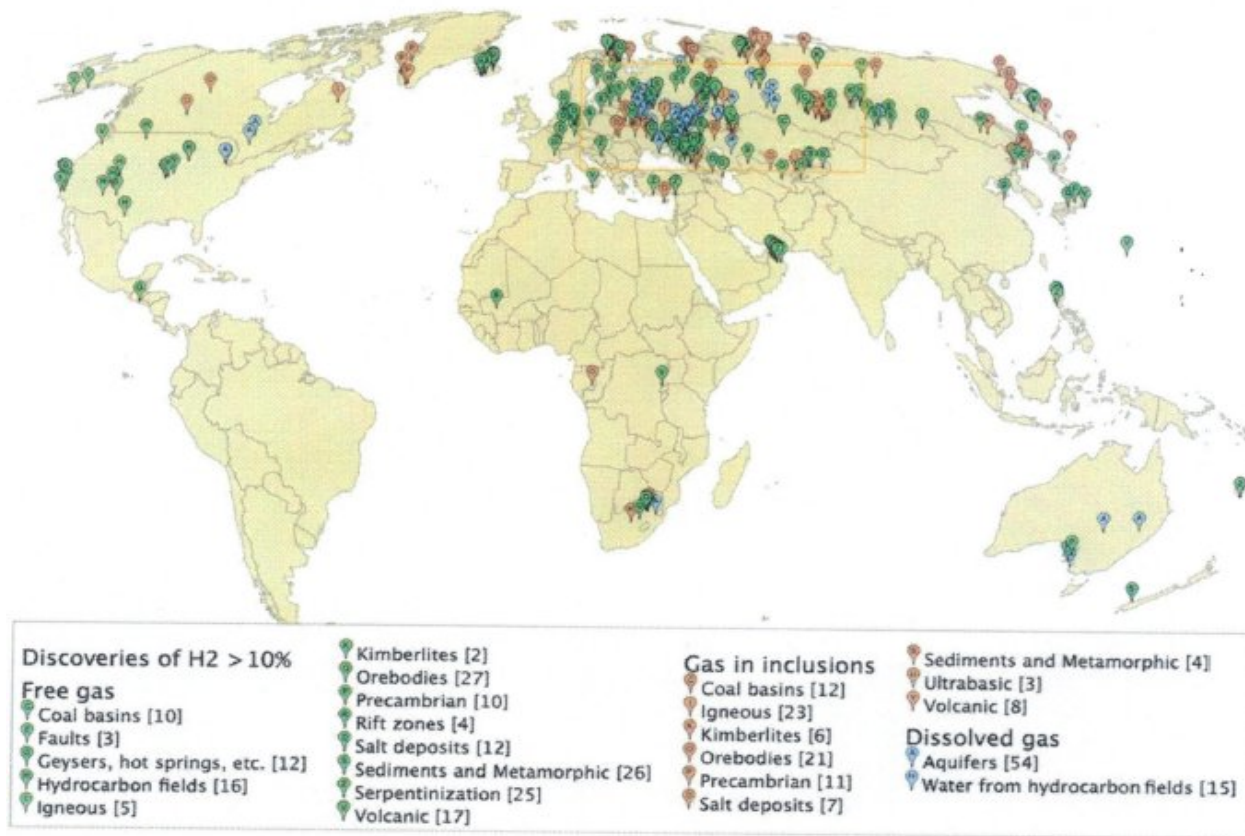 Discoveries of H2 >10%
Free gas
Coal basins [10]
Faults [3]
Geysers, hot springs, etc. [12]
Hydrocarbon fields [16]
Igneous [5]
Kimberlites [2]
Orebodies [27]
Precambrian [10]
Rift zones [4]
Salt deposits [12]
Sediments and Metamorphic [26]
Serpentinization [25]
Volcanic [17]
Gas in inclusions
Coal basins [12]
Igneous [23]
Kimberlites [6]
Orebodies [21]
Precambrian [11]
Salt deposits [7]
Sediments and Metamorphic [4]
Ultrabasic [3]
Volcanic [8]
Dissolved gas
Aquifers [54]
Water from hydrocarbon fields [15]